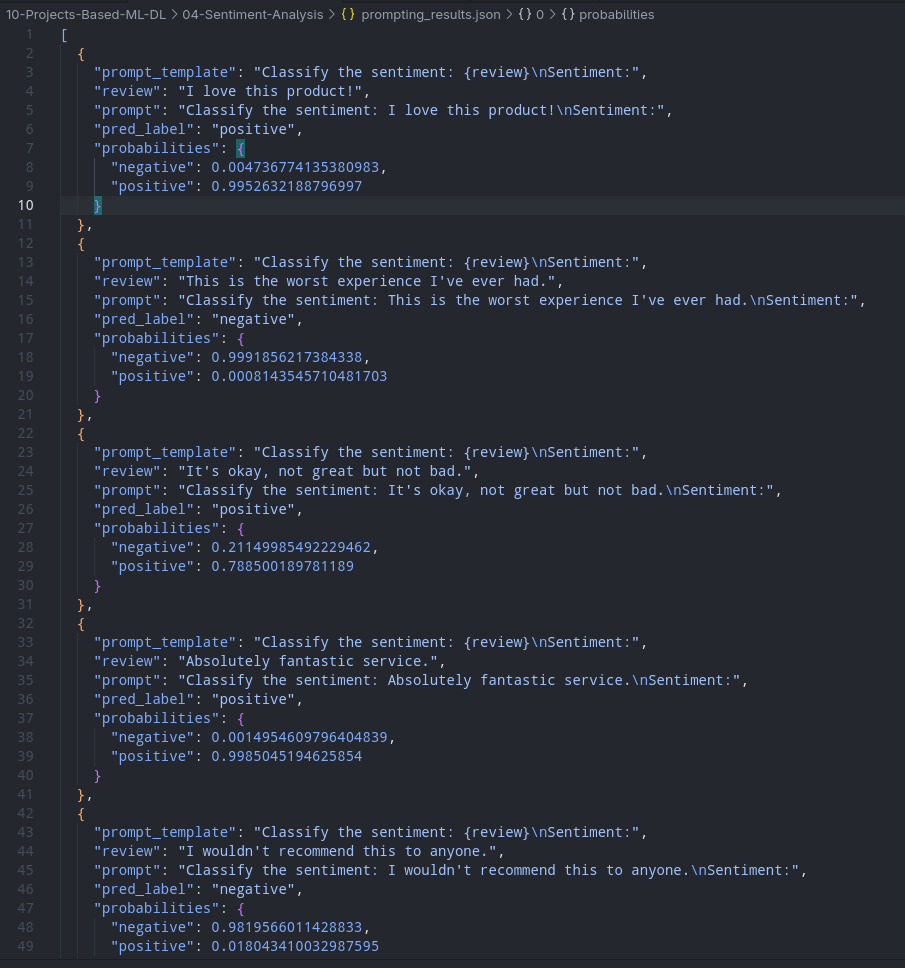 10-Projects-Based-ML-DL > 04-Sentiment-Analysis > {} prompting_results.json > {} 0 > {} probabilities
1 [
2 {
3 "prompt_template": "Classify the sentiment: {review}\nSentiment:",
4 "review": "I love this product!",
5 "prompt": "Classify the sentiment: I love this product!\nSentiment:",
6 "pred_label": "positive",
7 "probabilities": {
8 "negative": 0.004736774135380983,
9 "positive": 0.9952632188796997
10 }
11 },
12 {
13 "prompt_template": "Classify the sentiment: {review}\nSentiment:",
14 "review": "This is the worst experience I've ever had.",
15 "prompt": "Classify the sentiment: This is the worst experience I've ever had.\nSentiment:",
16 "pred_label": "negative",
17 "probabilities": {
18 "negative": 0.9991856217384338,
19 "positive": 0.0008143545710481703
20 }
21 },
22 {
23 "prompt_template": "Classify the sentiment: {review}\nSentiment:",
24 "review": "It's okay, not great but not bad.",
25 "prompt": "Classify the sentiment: It's okay, not great but not bad.\nSentiment:",
26 "pred_label": "positive",
27 "probabilities": {
28 "negative": 0.21149985492229462,
29 "positive": 0.788500189781189
30 }
31 },
32 {
33 "prompt_template": "Classify the sentiment: {review}\nSentiment:",
34 "review": "Absolutely fantastic service.",
35 "prompt": "Classify the sentiment: Absolutely fantastic service.\nSentiment:",
36 "pred_label": "positive",
37 "probabilities": {
38 "negative": 0.0014954609796404839,
39 "positive": 0.9985045194625854
40 }
41 },
42 {
43 "prompt_template": "Classify the sentiment: {review}\nSentiment:",
44 "review": "I wouldn't recommend this to anyone.",
45 "prompt": "Classify the sentiment: I wouldn't recommend this to anyone.\nSentiment:",
46 "pred_label": "negative",
47 "probabilities": {
48 "negative": 0.9819566011428833,
49 "positive": 0.018043410032987595